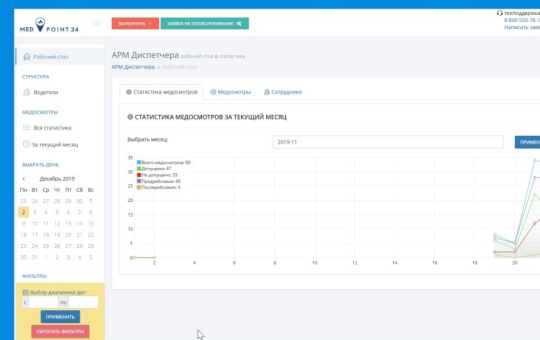 MED POINT 24
ВЫПОЛНИТЬ
ЗАЯВКА НА ТЕХОБСЛУЖИВАНИЕ
техподдержка
8 800 550-76-1
Написать зая
Рабочий стол
СТРУКТУРА
Водители
МЕДОСМОТРЫ
Вся статистика
За текущий месяц
ВЫБРАТЬ ДЕНЬ
‹ Декабрь 2019
Пн Вт Ср Чт Пт Сб Вс
25 26 27 28 29 30 1
2 3 4 5 6 7 8
9 10 11 12 13 14 15
16 17 18 19 20 21 22
23 24 25 26 27 28 29
30 31 1 2 3 4 5
ФИЛЬТРЫ
Выбор диапазона дат:
с по
ПРИМЕНИТЬ
СБРОСИТЬ ФИЛЬТРЫ
АРМ Диспетчера рабочий стол & статистика
АРМ Диспетчера Рабочий стол
Статистика медосмотров Медосмотры Сотрудники
СТАТИСТИКА МЕДОСМОТРОВ ЗА ТЕКУЩИЙ МЕСЯЦ
Выбрать месяц: 2019-11 ПРИМЕН
Всего медосмотров: 80
Допущено: 47
Не допущено: 33
Предрейсовые: 69
Послерейсовые: 4
35
30
25
20
15
10
5
0
2 4 6 8 10 12 14 16 18 20